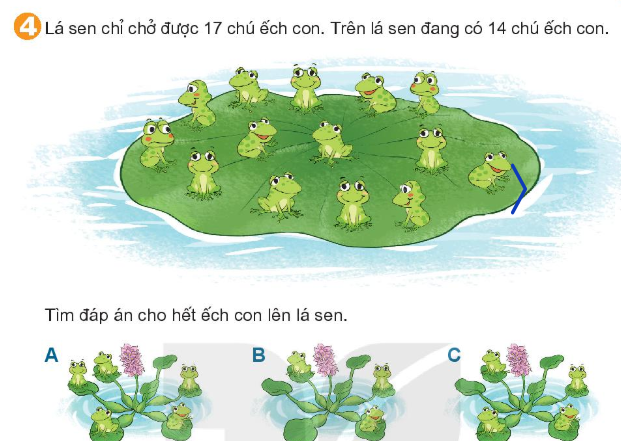 4 Lá sen chỉ chở được 17 chú ếch con. Trên lá sen đang có 14 chú ếch con.
Tìm đáp án cho hết ếch con lên lá sen.
A B C